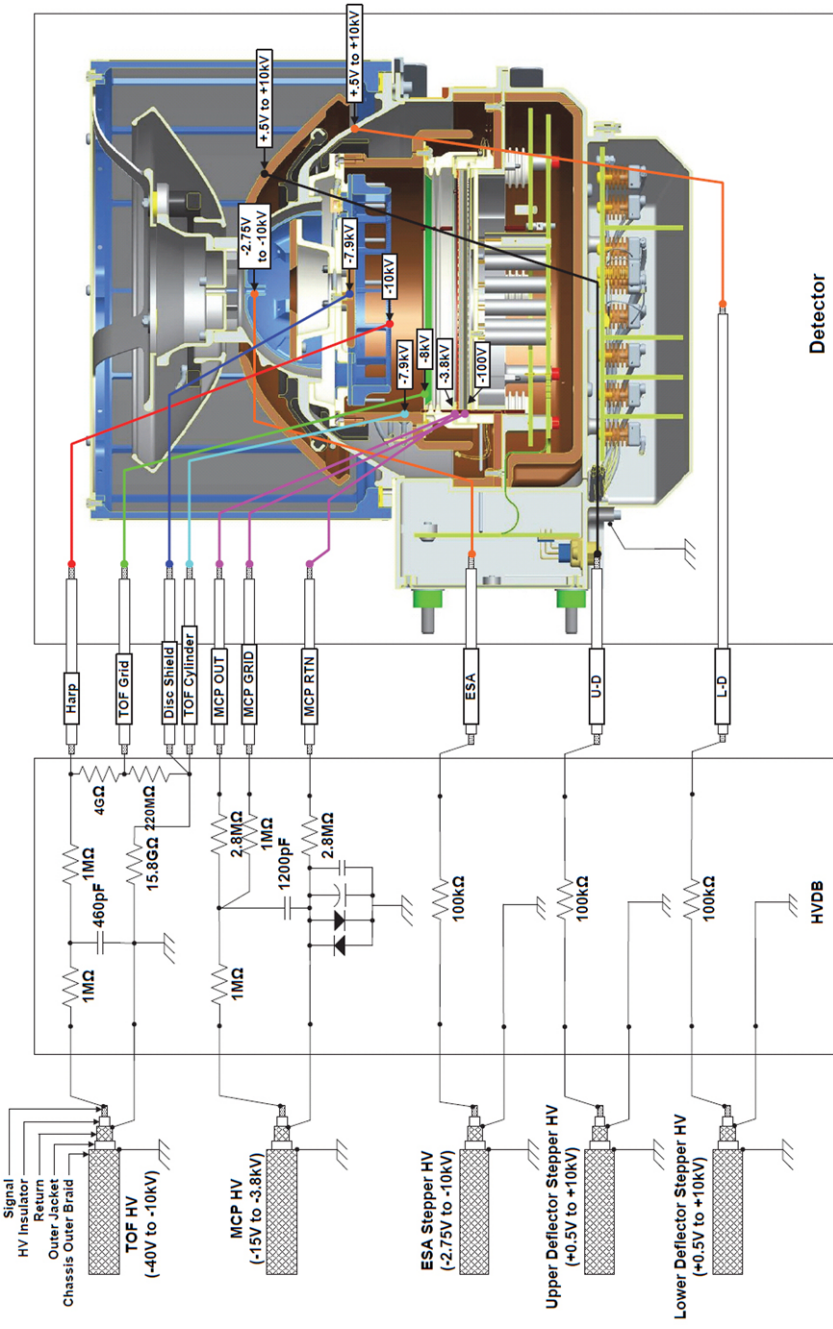 Signal
HV Insulator
Return
Outer Jacket
Chassis Outer Braid
TOF HV
(-40V to -10kV)
MCP HV
(-15V to -3.8kV)
ESA Stepper HV
(-2.75V to -10kV)
Upper Deflector Stepper HV
(+0.5V to +10kV)
Lower Deflector Stepper HV
(+0.5V to +10kV)
1MΩ
460pF
1MΩ
4GΩ
220MΩ
15.8GΩ
1MΩ
2.8MΩ
1MΩ
1200pF
2.8MΩ
100kΩ
100kΩ
100kΩ
HVDB
Harp
TOF Grid
Disc Shield
TOF Cylinder
MCP OUT
MCP GRID
MCP RTN
ESA
U-D
L-D
+.5V to +10kV
+.5V to +10kV
-2.75V
to -10kV
-7.9kV
-10kV
-7.9kV
-8kV
-3.8kV
-100V
Detector